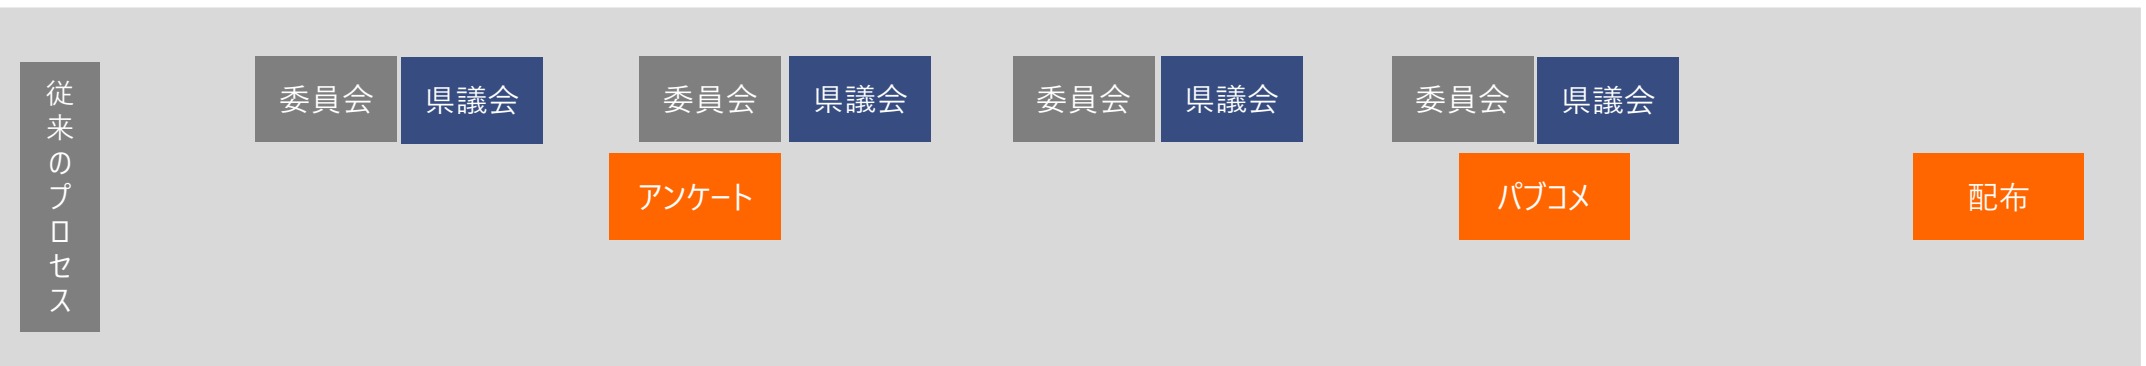 従来のプロセス
委員会 県議会 委員会 県議会 委員会 県議会 委員会 県議会
アンケート パブコメ 配布